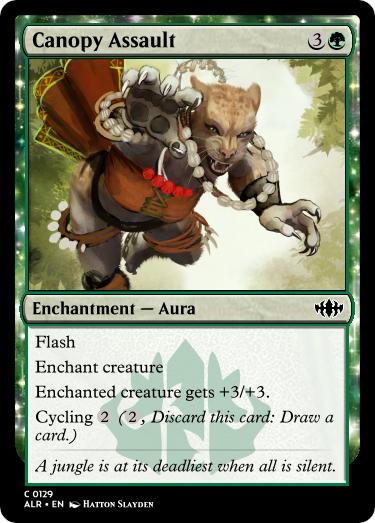 Canopy Assault 3
Enchantment — Aura
Flash
Enchant creature
Enchanted creature gets +3/+3.
Cycling 2 (2, Discard this card: Draw a
card.)
A jungle is at its deadliest when all is silent.
C 0129
ALR • EN HATTON SLAYDEN